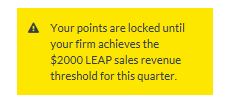 Your points are locked until
your firm achieves the
$2000 LEAP sales revenue
threshold for this quarter.